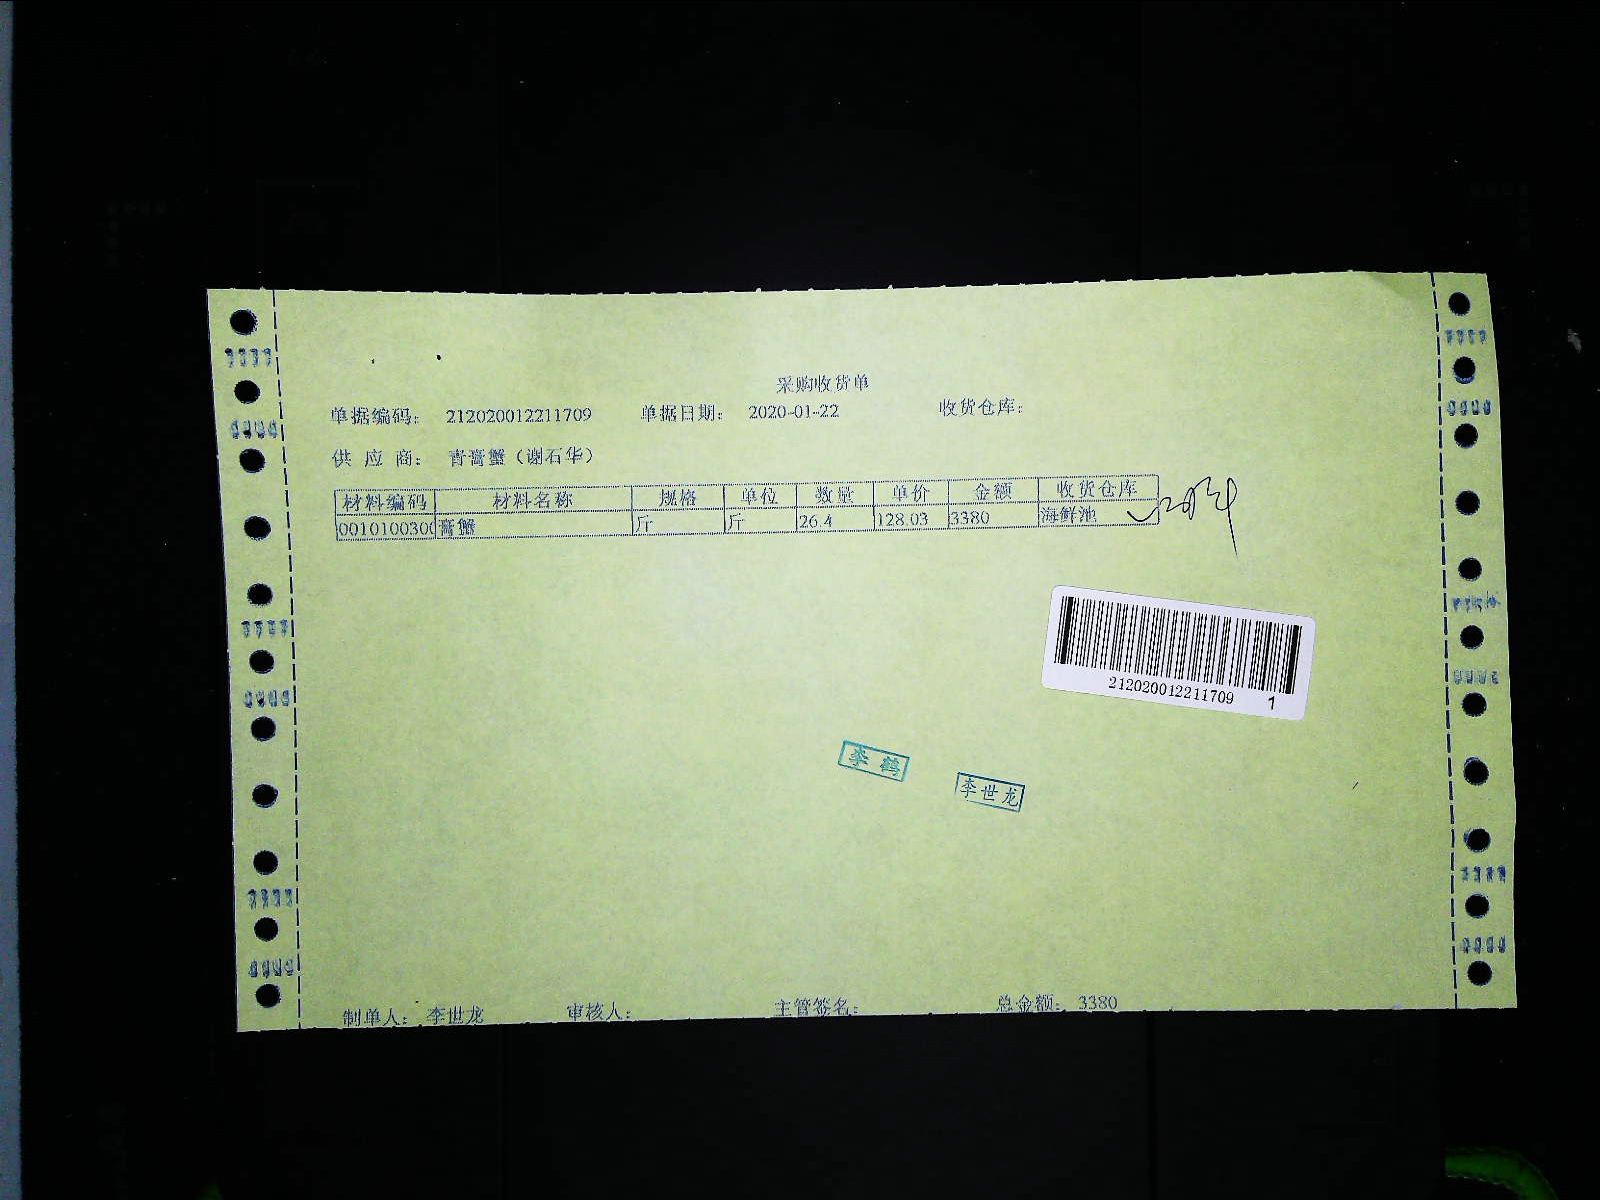 采购收货单
单据编码： 212020012211709 单据日期： 2020-01-22 收货仓库：
供 应 商： 青膏蟹（谢石华）
材料编码 材料名称 规格 单位 数量 单价 金额 收货仓库
0010100300 膏蟹 斤 斤 26.4 128.03 3380 海鲜池
212020012211709 1
李鹤
李世龙
制单人： 李世龙 审核人： 主管签名： 总金额： 3380